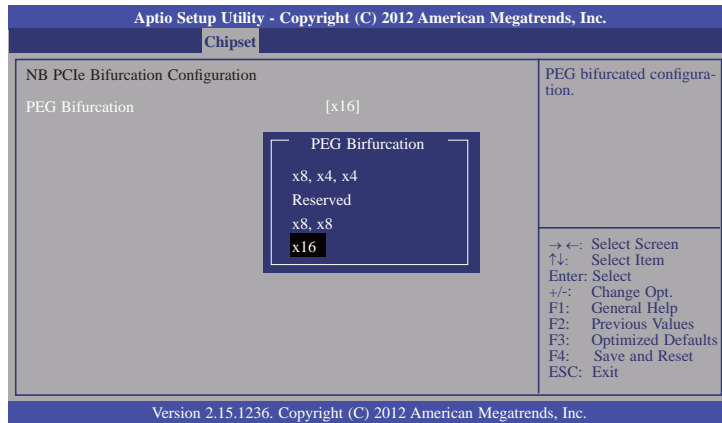 Aptio Setup Utility - Copyright (C) 2012 American Megatrends, Inc.
Chipset
NB PCIe Bifurcation Configuration
PEG Bifurcation [x16]
PEG Birfurcation
x8, x4, x4
Reserved
x8, x8
x16
PEG bifurcated configura-
tion.
→ ←: Select Screen
↑↓: Select Item
Enter: Select
+/-: Change Opt.
F1: General Help
F2: Previous Values
F3: Optimized Defaults
F4: Save and Reset
ESC: Exit
Version 2.15.1236. Copyright (C) 2012 American Megatrends, Inc.